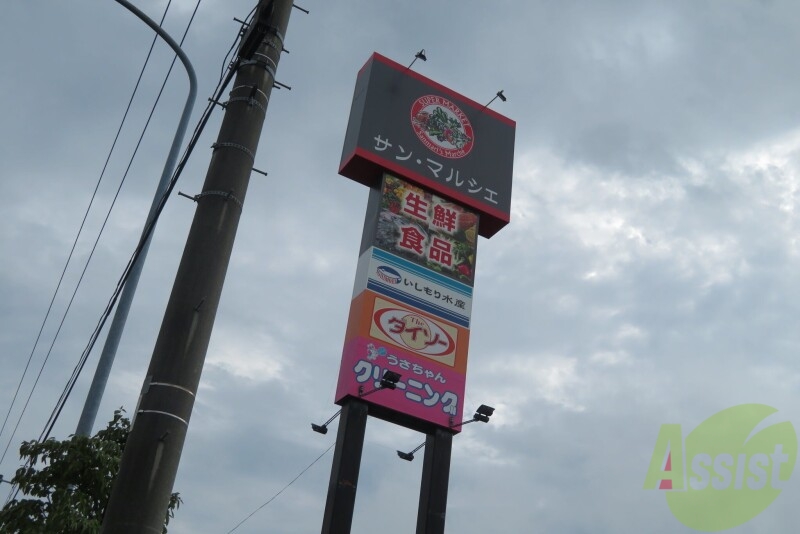 SUPER MARKET
サン・マルシェ
生鮮
食品
いしもり水産
The
ダイソー
うさちゃん
クリーニング
Assist